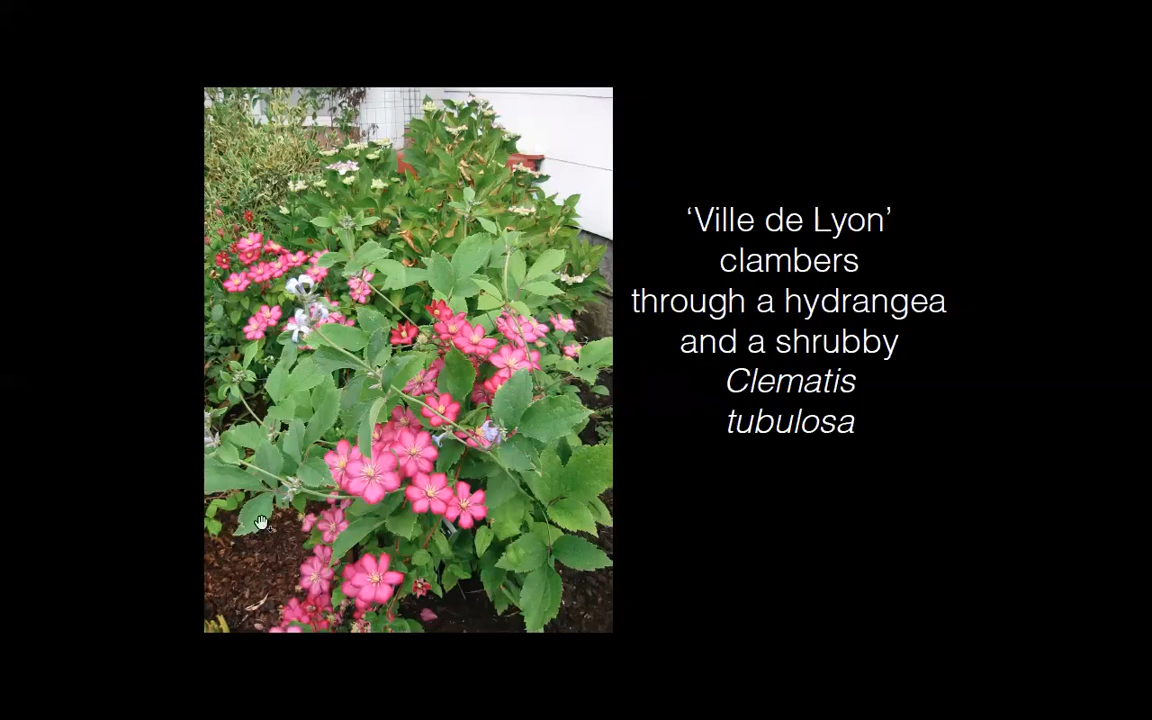 ‘Ville de Lyon’
clambers
through a hydrangea
and a shrubby
Clematis
tubulosa